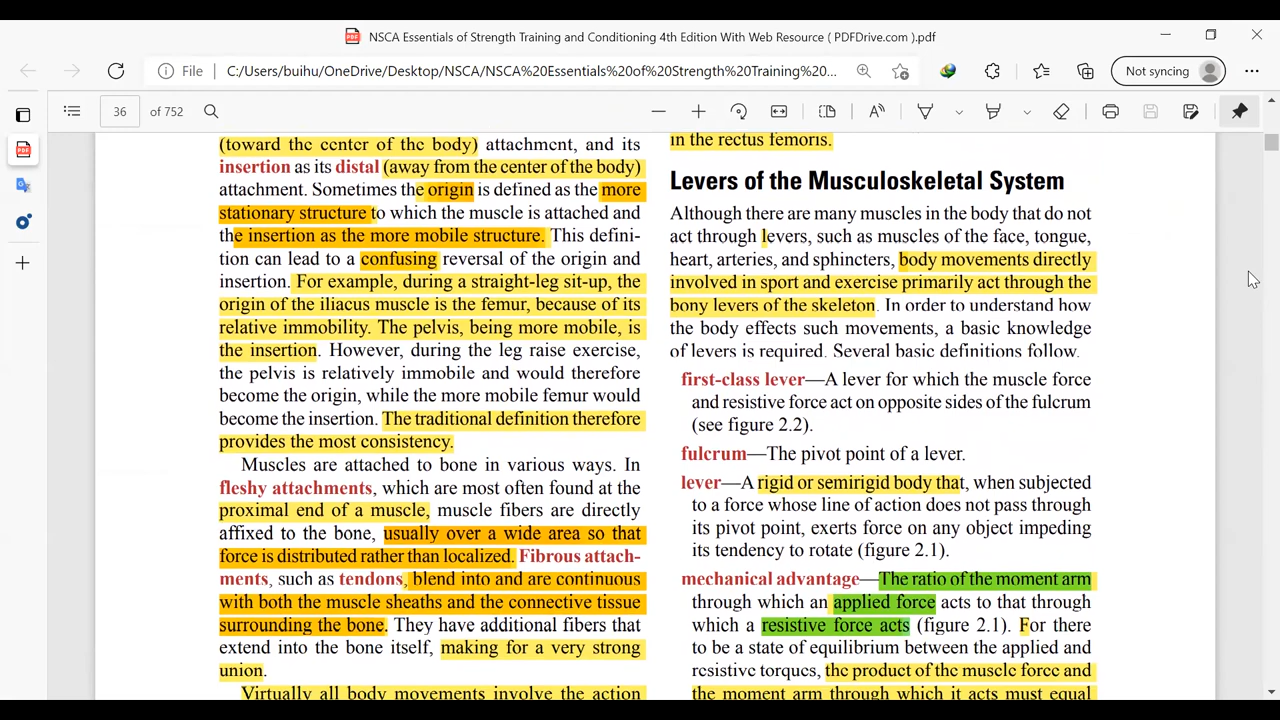 NSCA Essentials of Strength Training and Conditioning 4th Edition With Web Resource ( PDFDrive.com ).pdf
File
C:/Users/buihu/OneDrive/Desktop/NSCA/NSCA%20Essentials%20of%20Strength%20Training%20...
Not syncing
36
of 752
(toward the center of the body) attachment, and its
insertion as its distal (away from the center of the body)
attachment. Sometimes the origin is defined as the more
stationary structure to which the muscle is attached and
the insertion as the more mobile structure. This defini-
tion can lead to a confusing reversal of the origin and
insertion. For example, during a straight-leg sit-up, the
origin of the iliacus muscle is the femur, because of its
relative immobility. The pelvis, being more mobile, is
the insertion. However, during the leg raise exercise,
the pelvis is relatively immobile and would therefore
become the origin, while the more mobile femur would
become the insertion. The traditional definition therefore
provides the most consistency.
Muscles are attached to bone in various ways. In
fleshy attachments, which are most often found at the
proximal end of a muscle, muscle fibers are directly
affixed to the bone, usually over a wide area so that
force is distributed rather than localized. Fibrous attach-
ments, such as tendons, blend into and are continuous
with both the muscle sheaths and the connective tissue
surrounding the bone. They have additional fibers that
extend into the bone itself, making for a very strong
union.
Virtually all body movements involve the action
in the rectus femoris.
Levers of the Musculoskeletal System
Although there are many muscles in the body that do not
act through levers, such as muscles of the face, tongue,
heart, arteries, and sphincters, body movements directly
involved in sport and exercise primarily act through the
bony levers of the skeleton. In order to understand how
the body effects such movements, a basic knowledge
of levers is required. Several basic definitions follow.
first-class lever—A lever for which the muscle force
and resistive force act on opposite sides of the fulcrum
(see figure 2.2).
fulcrum—The pivot point of a lever.
lever—A rigid or semirigid body that, when subjected
to a force whose line of action does not pass through
its pivot point, exerts force on any object impeding
its tendency to rotate (figure 2.1).
mechanical advantage—The ratio of the moment arm
through which an applied force acts to that through
which a resistive force acts (figure 2.1). For there
to be a state of equilibrium between the applied and
resistive torques, the product of the muscle force and
the moment arm through which it acts must equal